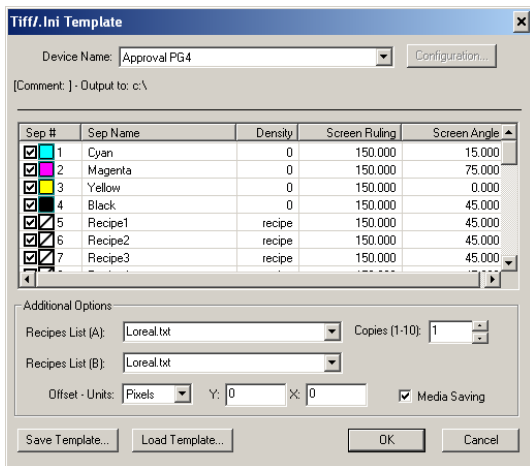 Tiff/.Ini Template
Device Name: Approval PG4 Configuration...
[Comment: ] - Output to: c:\
Sep # Sep Name Density Screen Ruling Screen Angle
1 Cyan 0 150.000 15.000
2 Magenta 0 150.000 75.000
3 Yellow 0 150.000 0.000
4 Black 0 150.000 45.000
5 Recipe1 recipe 150.000 45.000
6 Recipe2 recipe 150.000 45.000
7 Recipe3 recipe 150.000 45.000
Additional Options
Recipes List (A): Loreal.txt Copies (1-10): 1
Recipes List (B): Loreal.txt
Offset - Units: Pixels Y: 0 X: 0 Media Saving
Save Template... Load Template... OK Cancel